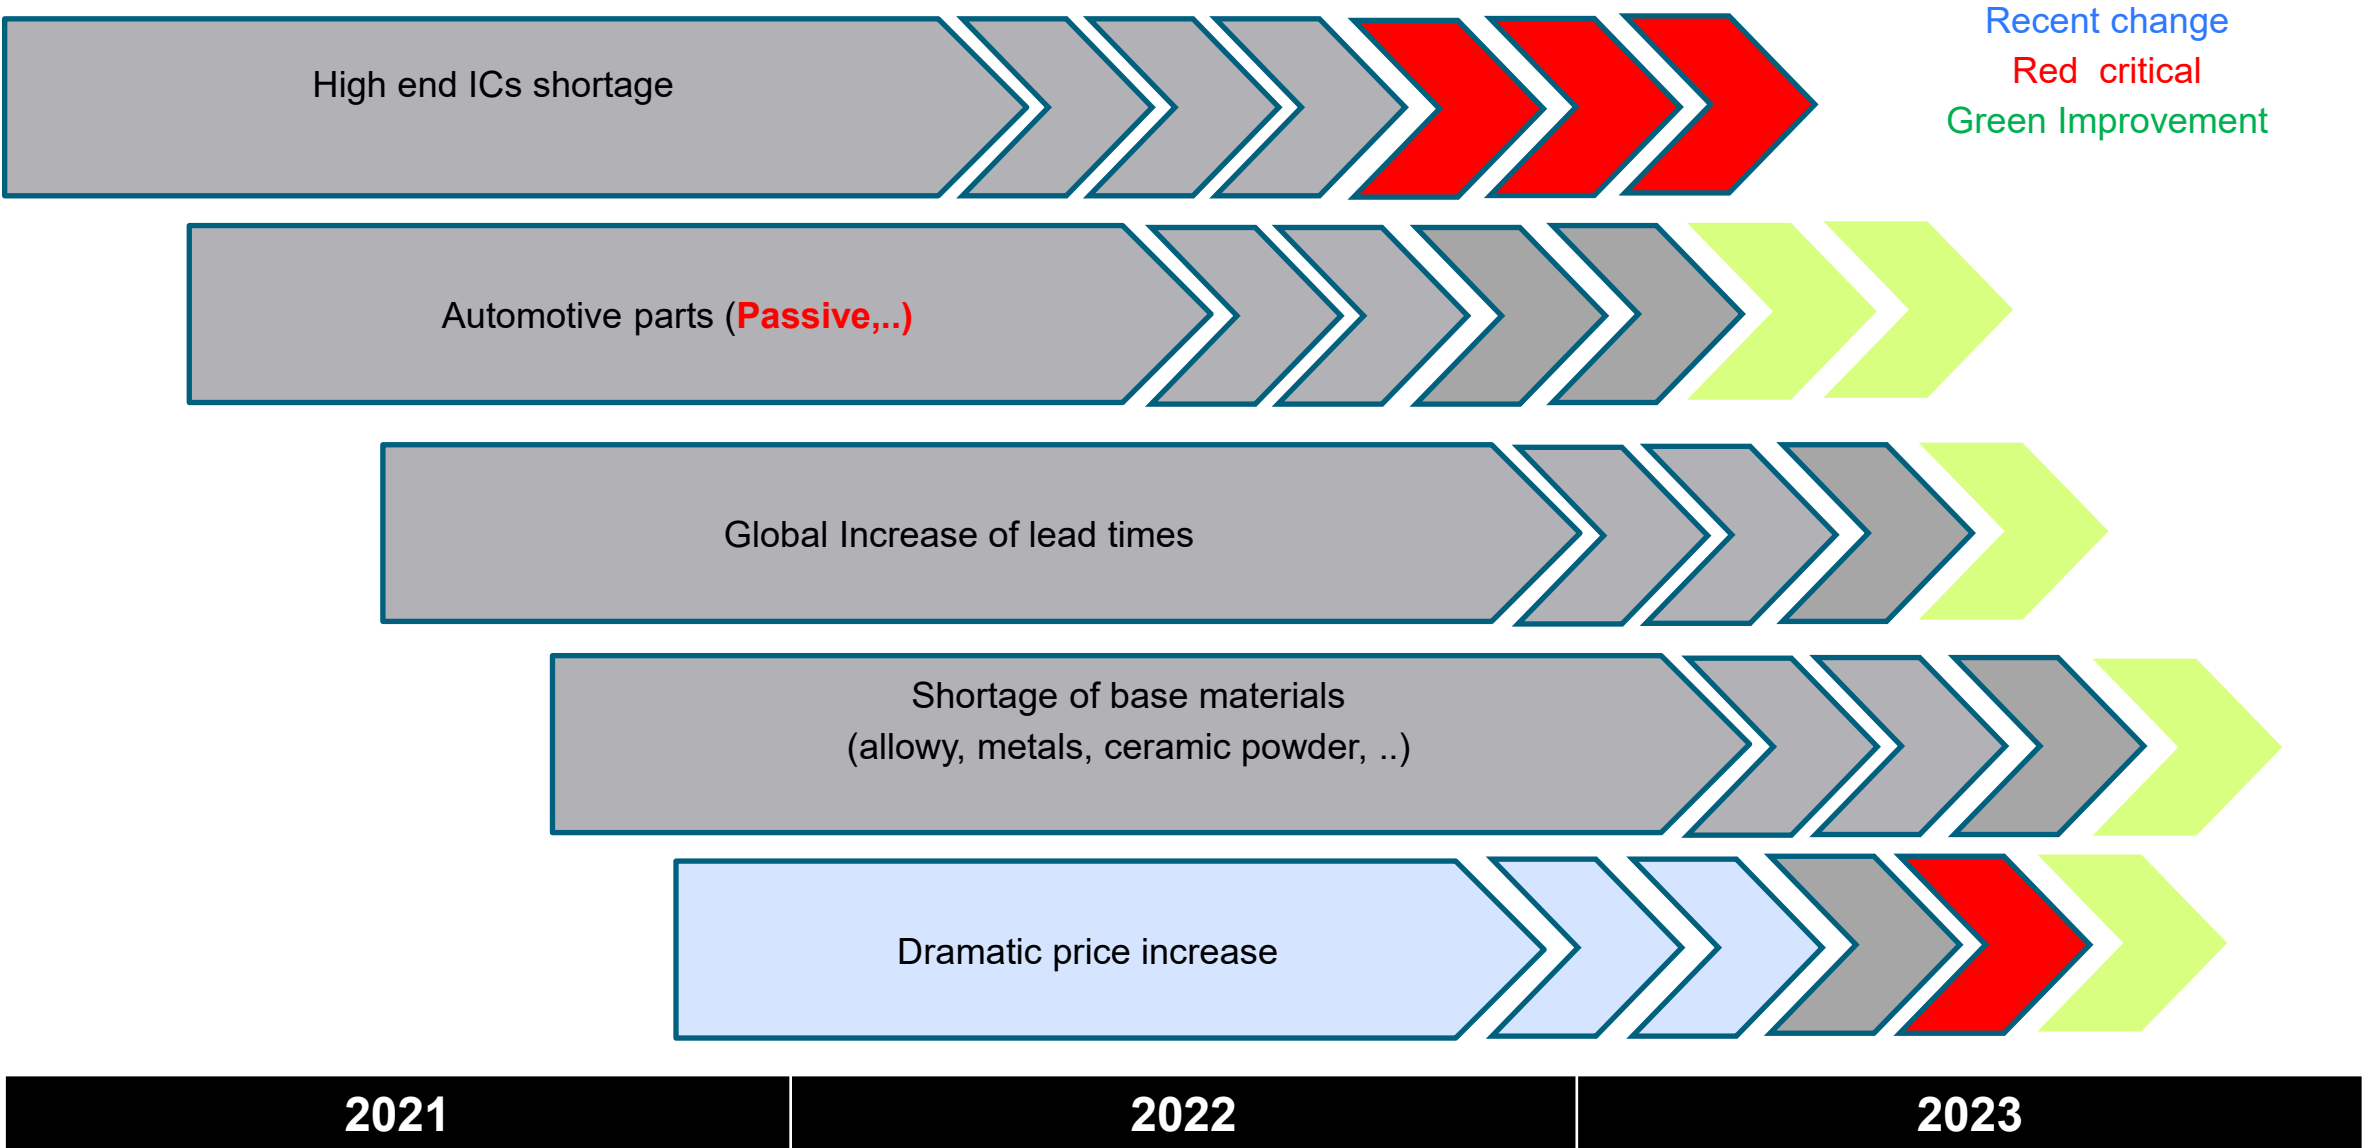 Recent change
Red  critical
Green Improvement
High end ICs shortage
Automotive parts (Passive,..)
Global Increase of lead times
Shortage of base materials
(allowy, metals, ceramic powder, ..)
Dramatic price increase
2021
2022
2023